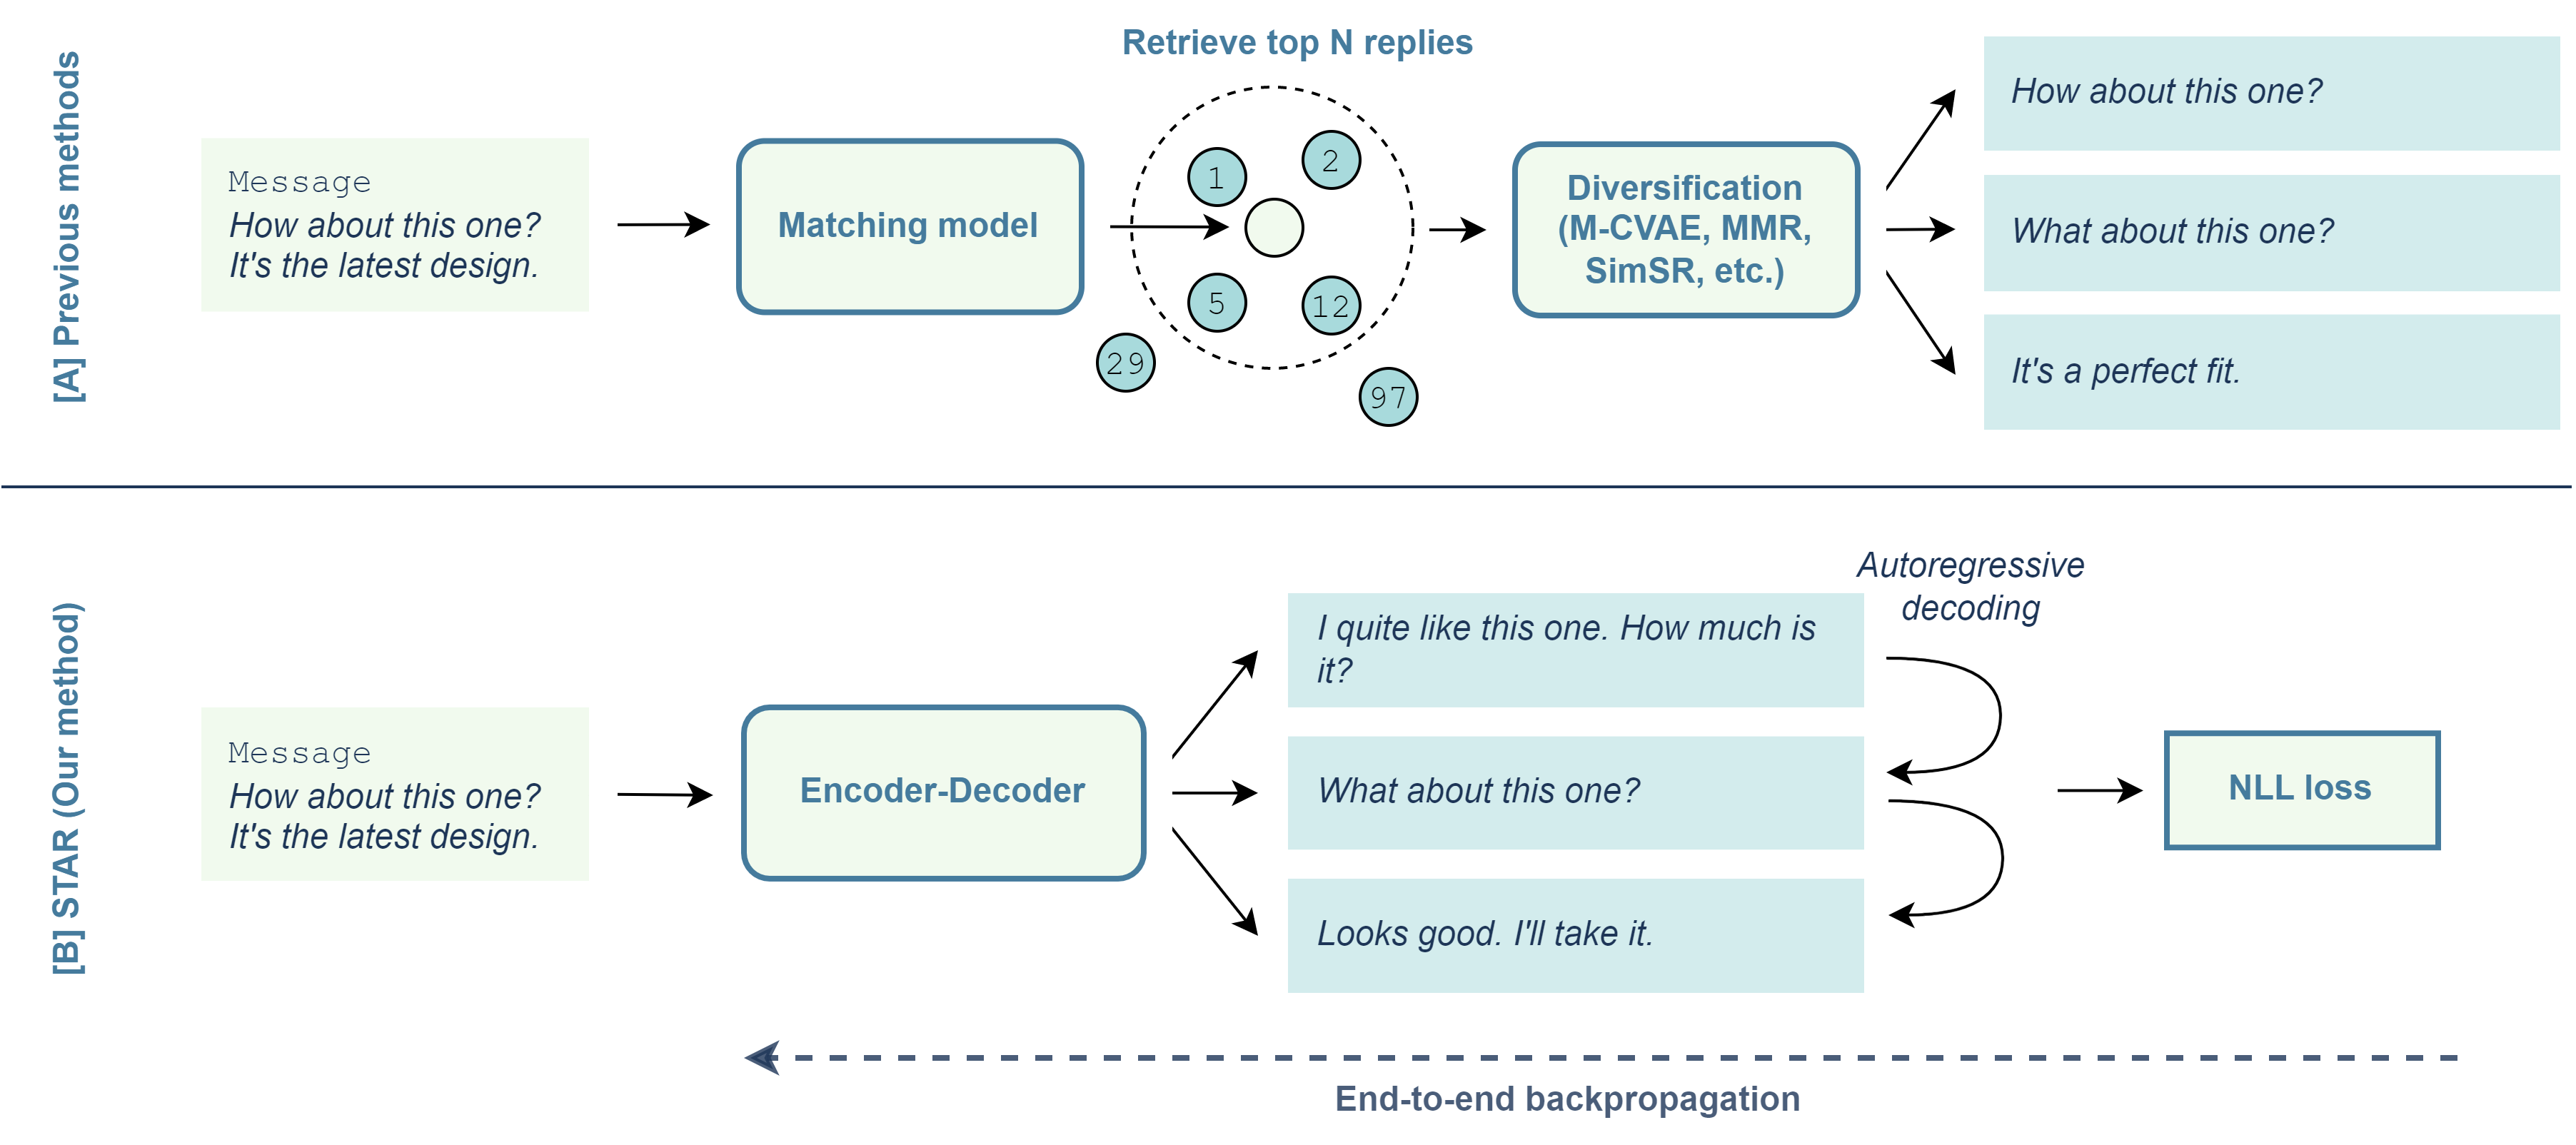 [A] Previous methods
Retrieve top N replies
Message
How about this one?
It's the latest design.
Matching model
1
2
5
12
29
97
Diversification
(M-CVAE, MMR,
SimSR, etc.)
How about this one?
What about this one?
It's a perfect fit.
[B] STAR (Our method)
Message
How about this one?
It's the latest design.
Encoder-Decoder
I quite like this one. How much is
it?
What about this one?
Looks good. I'll take it.
Autoregressive
decoding
NLL loss
End-to-end backpropagation